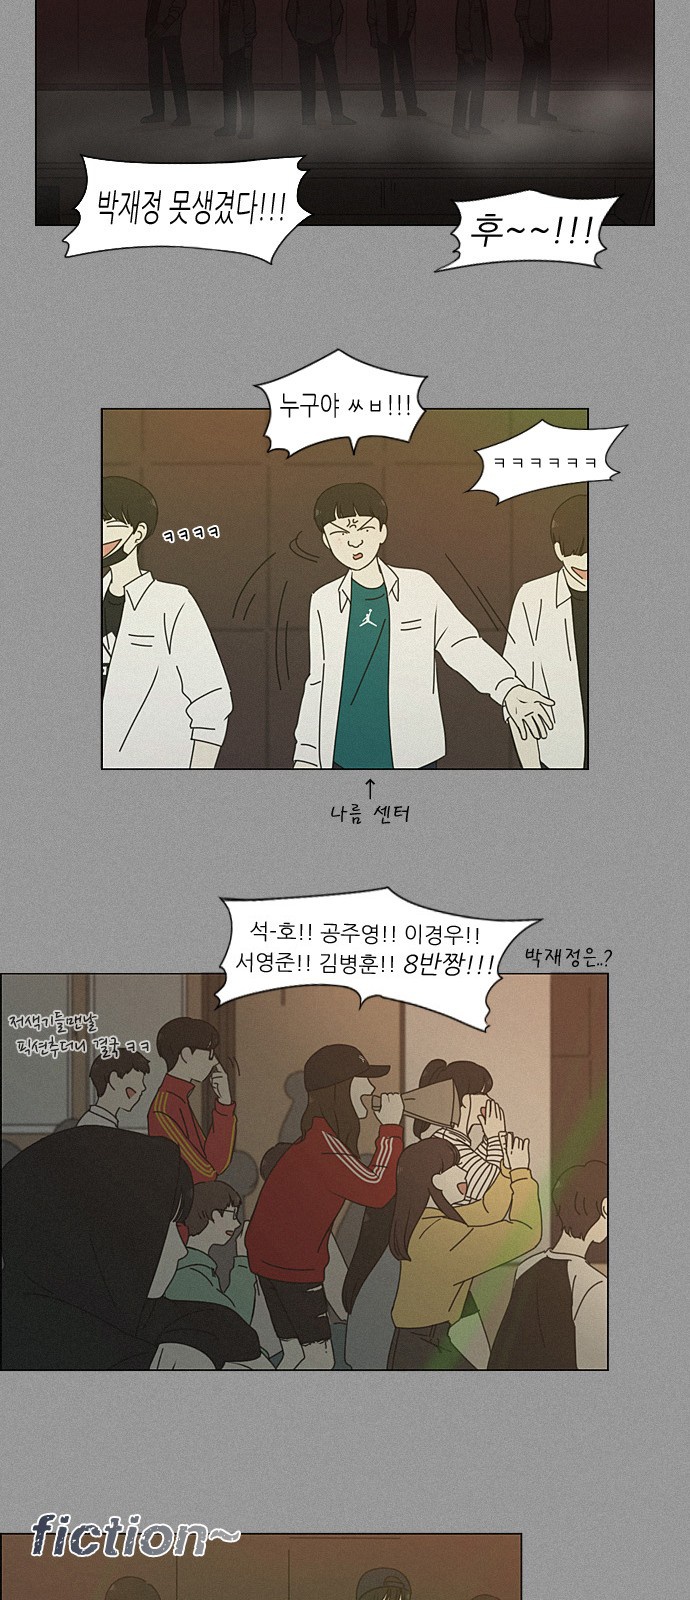 박재정 못생겼다!!!
후~~!!!
누구야 ㅆㅂ!!!
ㅋㅋㅋㅋㅋㅋ
ㅋㅋㅋㅋ
↑
나름 센터
석-호!! 공주영!! 이경우!!
서영준!! 김병훈!! 8반짱!!!
박재정은..?
저새기들맨날
픽션추더니 결국 ㅋㅋ
fiction~